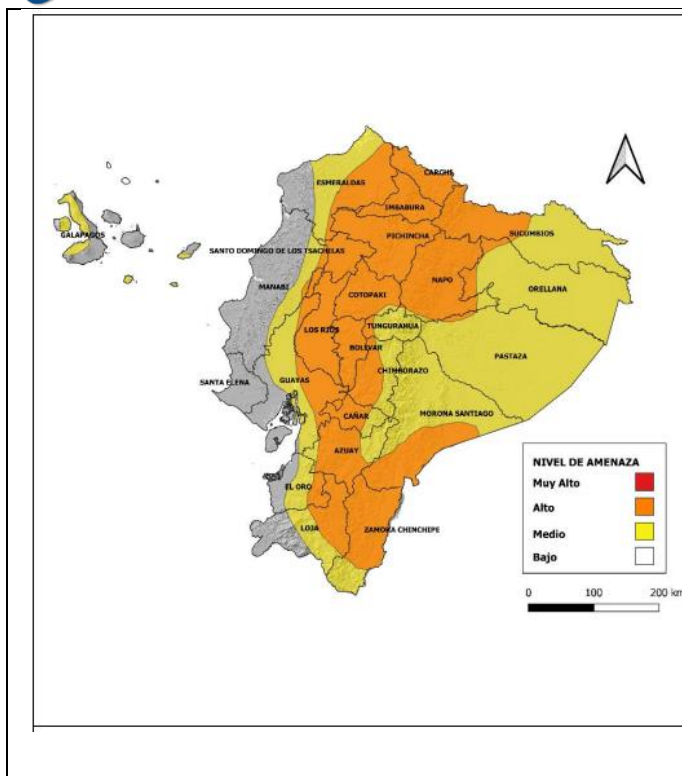 CARCHI
ESMERALDAS
IMBABURA
GALAPAGOS
PICHINCHA
SUCUMBIOS
SANTO DOMINGO DE LOS TSACHILAS
MANABI
NAPO
ORELLANA
COTOPAXI
LOS RIOS
TUNGURAHUA
BOLIVAR
PASTAZA
CHIMBORAZO
SANTA ELENA
GUAYAS
MORONA SANTIAGO
CAÑAR
AZUAY
EL ORO
LOJA
ZAMORA CHINCHIPE
NIVEL DE AMENAZA
Muy Alto
Alto
Medio
Bajo
0 100 200 km